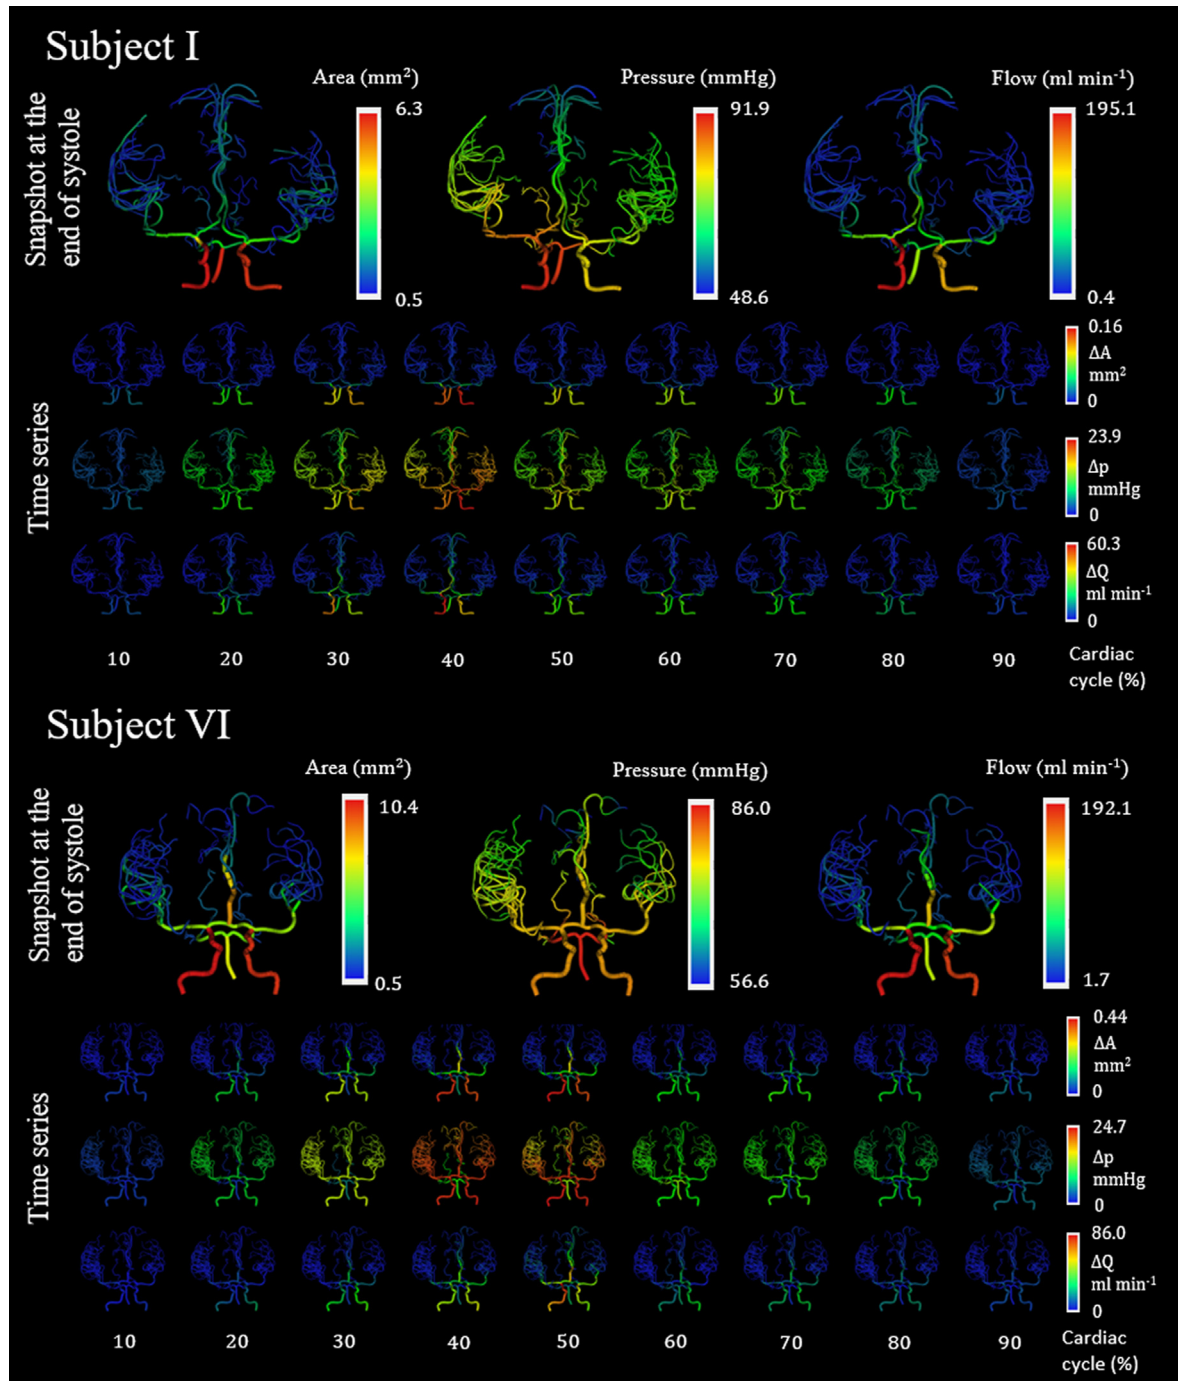 Subject I
Snapshot at the
end of systole
Area (mm²)
6.3
0.5
Pressure (mmHg)
91.9
48.6
Flow (ml min⁻¹)
195.1
0.4
Time series
0.16
ΔA
mm²
0
23.9
Δp
mmHg
0
60.3
ΔQ
ml min⁻¹
0
10 20 30 40 50 60 70 80 90 Cardiac
cycle (%)
Subject VI
Snapshot at the
end of systole
Area (mm²)
10.4
0.5
Pressure (mmHg)
86.0
56.6
Flow (ml min⁻¹)
192.1
1.7
Time series
0.44
ΔA
mm²
0
24.7
Δp
mmHg
0
86.0
ΔQ
ml min⁻¹
0
10 20 30 40 50 60 70 80 90 Cardiac
cycle (%)